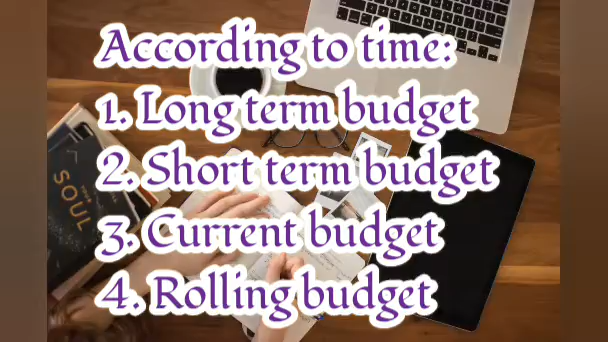 According to time:
1. Long term budget
2. Short term budget
3. Current budget
4. Rolling budget
SOUL